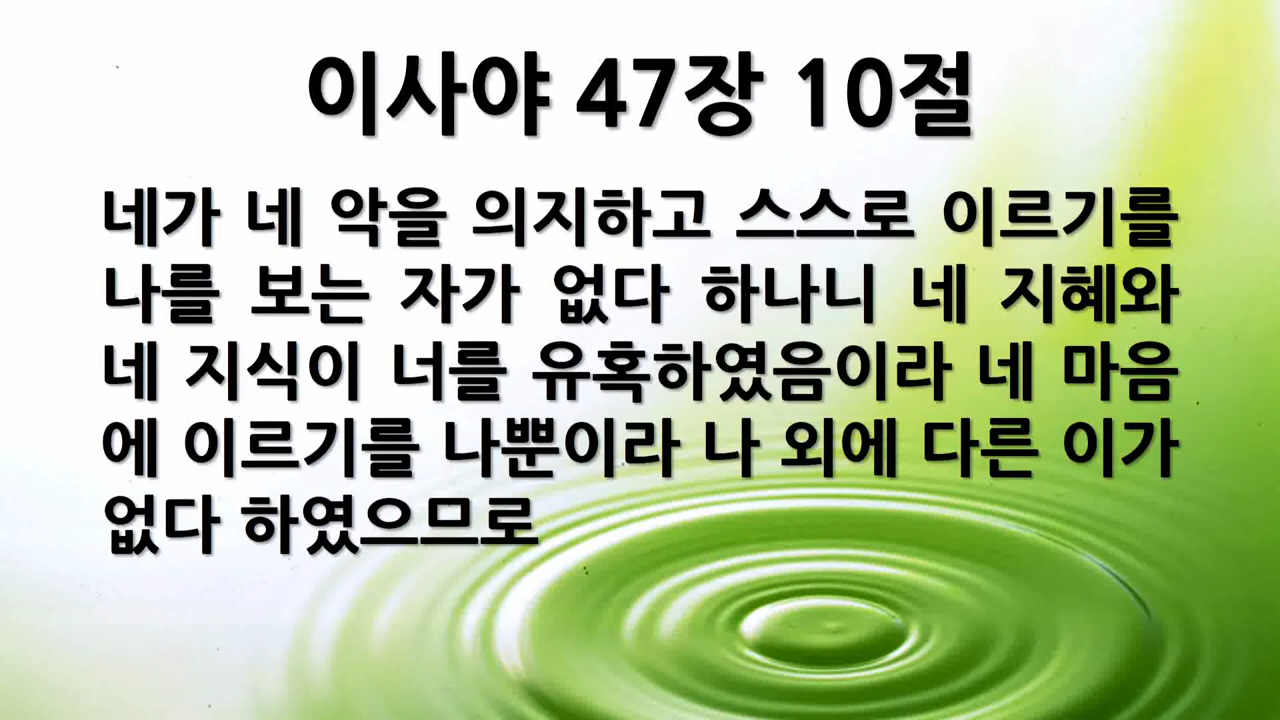 이사야 47장 10절
네가 네 악을 의지하고 스스로 이르기를
나를 보는 자가 없다 하나니 네 지혜와
네 지식이 너를 유혹하였음이라 네 마음
에 이르기를 나뿐이라 나 외에 다른 이가
없다 하였으므로